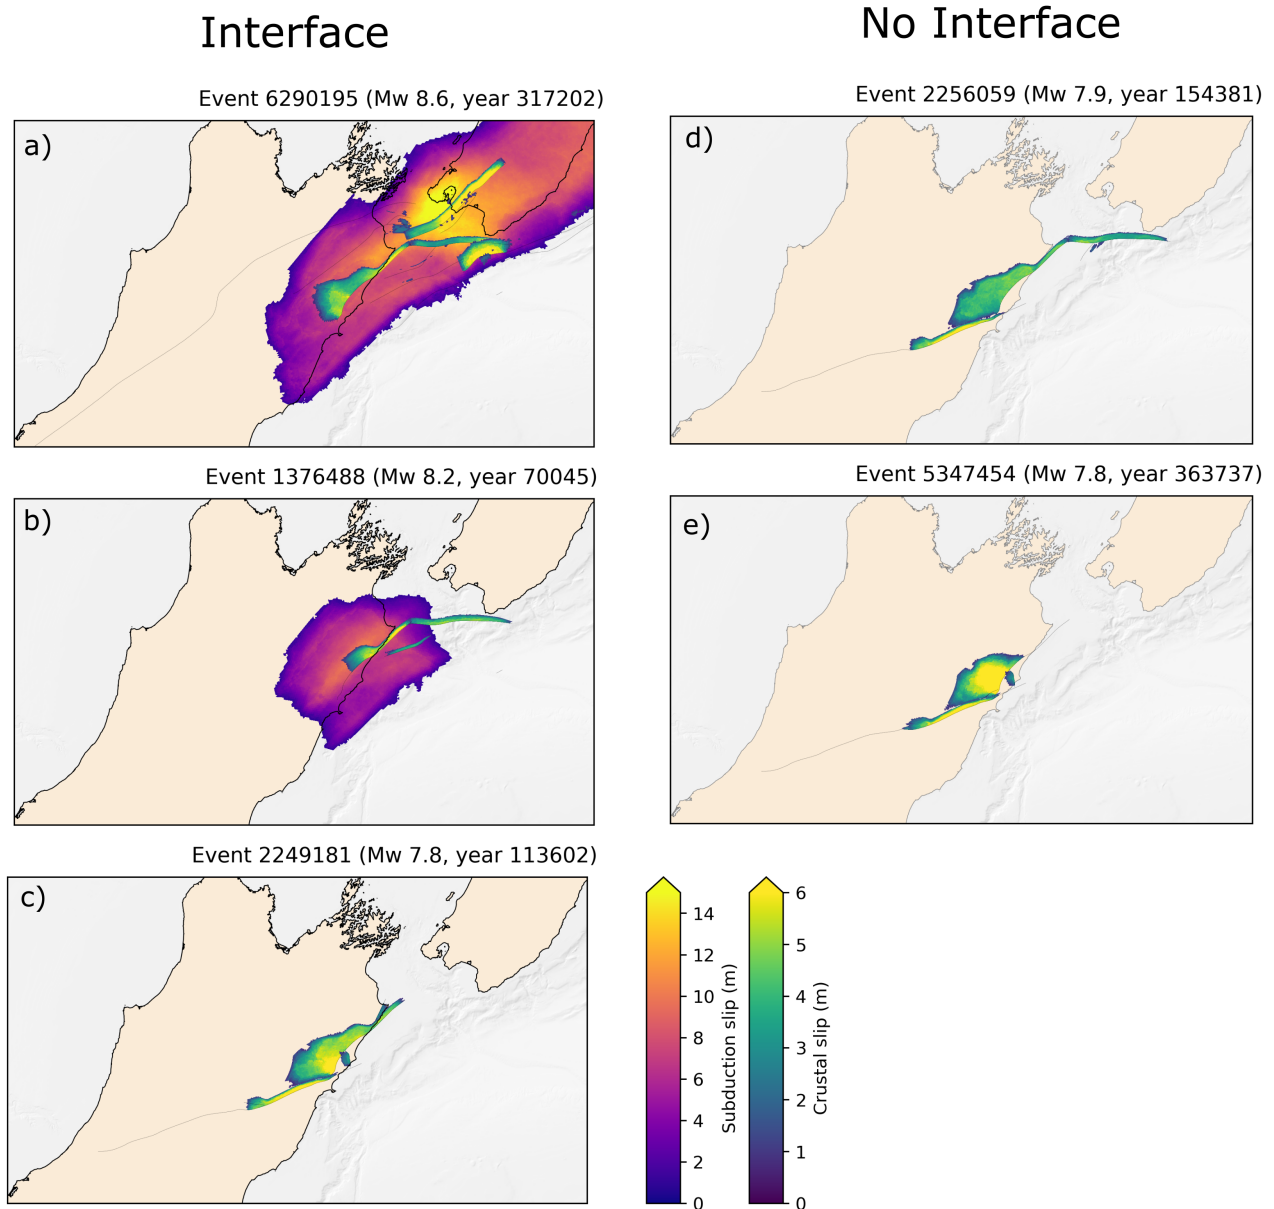 Interface
No Interface
Event 6290195 (Mw 8.6, year 317202)
a)
Event 2256059 (Mw 7.9, year 154381)
d)
Event 1376488 (Mw 8.2, year 70045)
b)
Event 5347454 (Mw 7.8, year 363737)
e)
Event 2249181 (Mw 7.8, year 113602)
c)
14
12
10
8
6
4
2
0
Subduction slip (m)
6
5
4
3
2
1
0
Crustal slip (m)